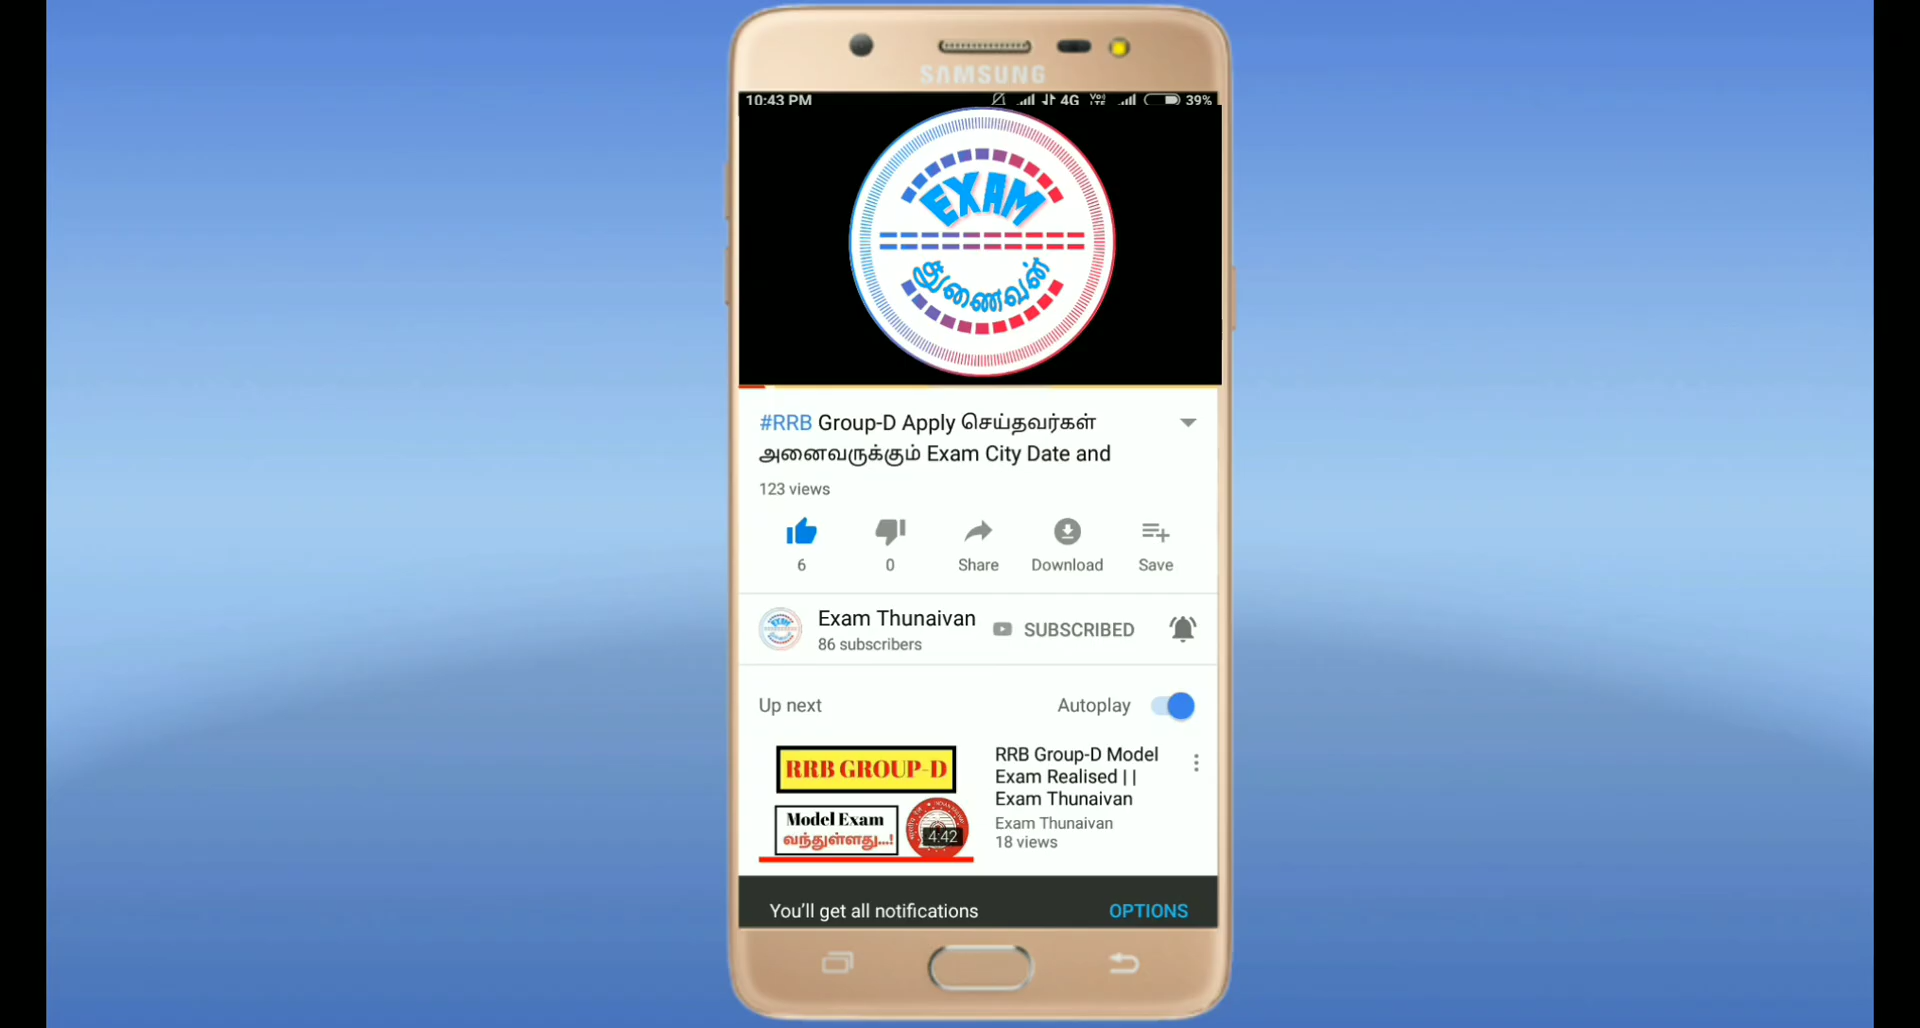 SAMSUNG
10:43 PM 4G VoLTE 39%
EXAM
துணைவன்
#RRB Group-D Apply செய்தவர்கள்
அனைவருக்கும் Exam City Date and
123 views
6 0 Share Download Save
Exam Thunaivan
86 subscribers
SUBSCRIBED
Up next Autoplay
RRB GROUP-D
Model Exam
வந்துள்ளது...!
4:42
RRB Group-D Model
Exam Realised ||
Exam Thunaivan
Exam Thunaivan
18 views
You'll get all notifications OPTIONS